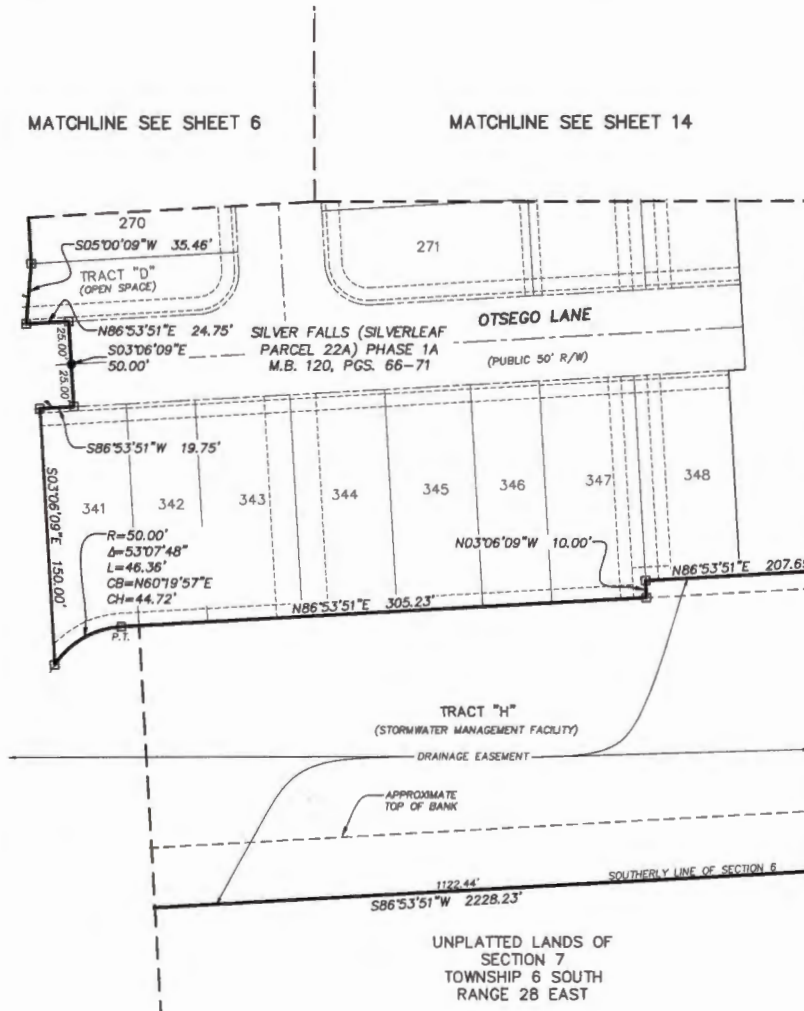 MATCHLINE SEE SHEET 6
MATCHLINE SEE SHEET 14
270
S05°00'09"W 35.46'
TRACT "D"
(OPEN SPACE)
271
N86°53'51"E 24.75'
25.00'
25.00'
S03°06'09"E
50.00'
SILVER FALLS (SILVERLEAF
PARCEL 22A) PHASE 1A
M.B. 120, PGS. 66-71
OTSEGO LANE
(PUBLIC 50' R/W)
S86°53'51"W 19.75'
S03°06'09"E 150.00'
341
342
343
344
345
346
347
348
R=50.00'
Δ=53°07'48"
L=46.36'
CB=N60°19'57"E
CH=44.72'
P.T.
N03°06'09"W 10.00'
N86°53'51"E 305.23'
N86°53'51"E 207.69
TRACT "H"
(STORMWATER MANAGEMENT FACILITY)
DRAINAGE EASEMENT
APPROXIMATE
TOP OF BANK
1122.44'
SOUTHERLY LINE OF SECTION 6
S86°53'51"W 2228.23'
UNPLATTED LANDS OF
SECTION 7
TOWNSHIP 6 SOUTH
RANGE 28 EAST